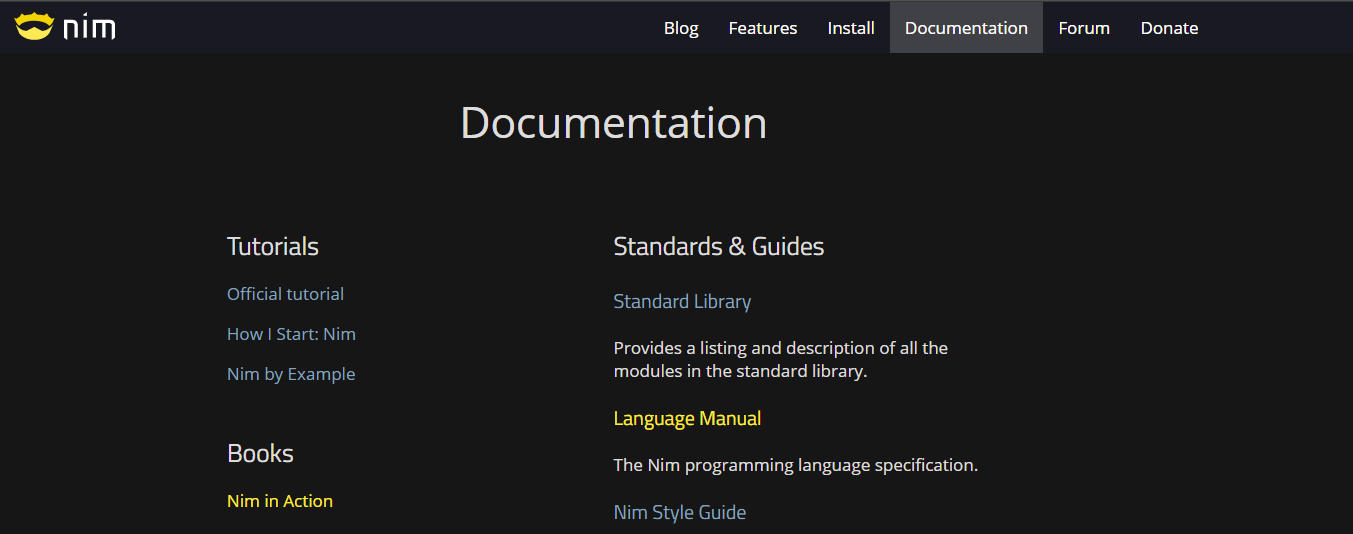 nim
Blog Features Install Documentation Forum Donate
Documentation
Tutorials
Official tutorial
How I Start: Nim
Nim by Example
Books
Nim in Action
Standards & Guides
Standard Library
Provides a listing and description of all the
modules in the standard library.
Language Manual
The Nim programming language specification.
Nim Style Guide